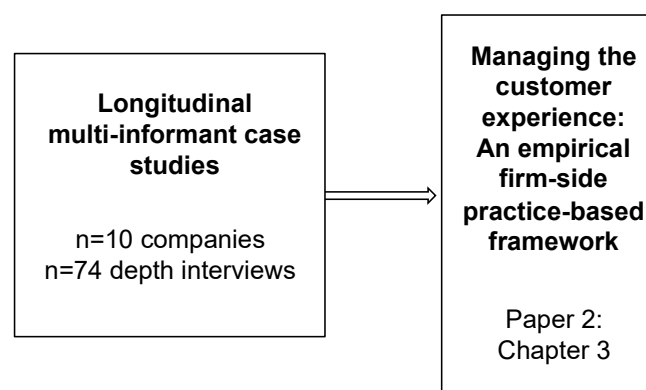 Longitudinal
multi-informant case
studies
n=10 companies
n=74 depth interviews
Managing the
customer
experience:
An empirical
firm-side
practice-based
framework
Paper 2:
Chapter 3